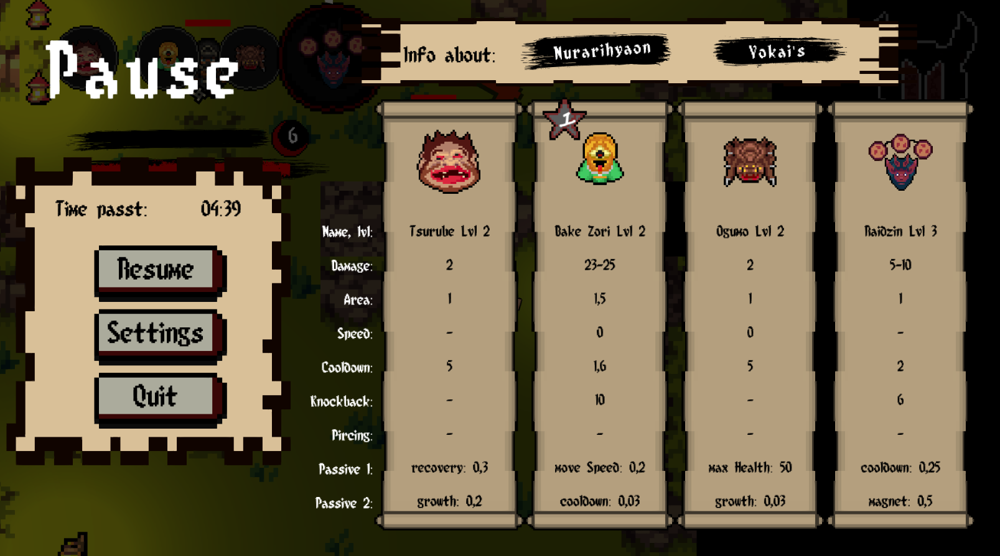 Pause
Info about:
Nurarihyaon
Yokai's
6
1
Time passt: 04:39
Resume
Settings
Quit
Name, lvl: Tsurube Lvl 2 Bake Zori Lvl 2 Ogumo Lvl 2 Raidzin Lvl 3
Damage: 2 23-25 2 5-10
Area: 1 1,5 1 1
Speed: - 0 0 -
Cooldown: 5 1,6 5 2
Knockback: - 10 - 6
Pircing: - - - -
Passive 1: recovery: 0,3 move Speed: 0,2 max Health: 50 cooldown: 0,25
Passive 2: growth: 0,2 cooldown: 0,03 growth: 0,03 magnet: 0,5